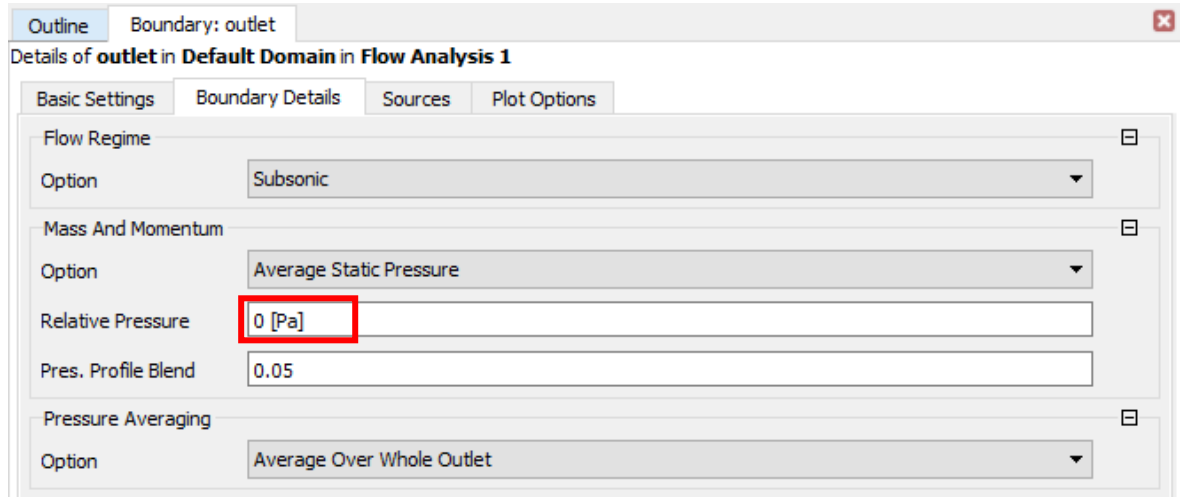 Outline Boundary: outlet
Details of outlet in Default Domain in Flow Analysis 1
Basic Settings Boundary Details Sources Plot Options
Flow Regime
Option Subsonic
Mass And Momentum
Option Average Static Pressure
Relative Pressure 0 [Pa]
Pres. Profile Blend 0.05
Pressure Averaging
Option Average Over Whole Outlet